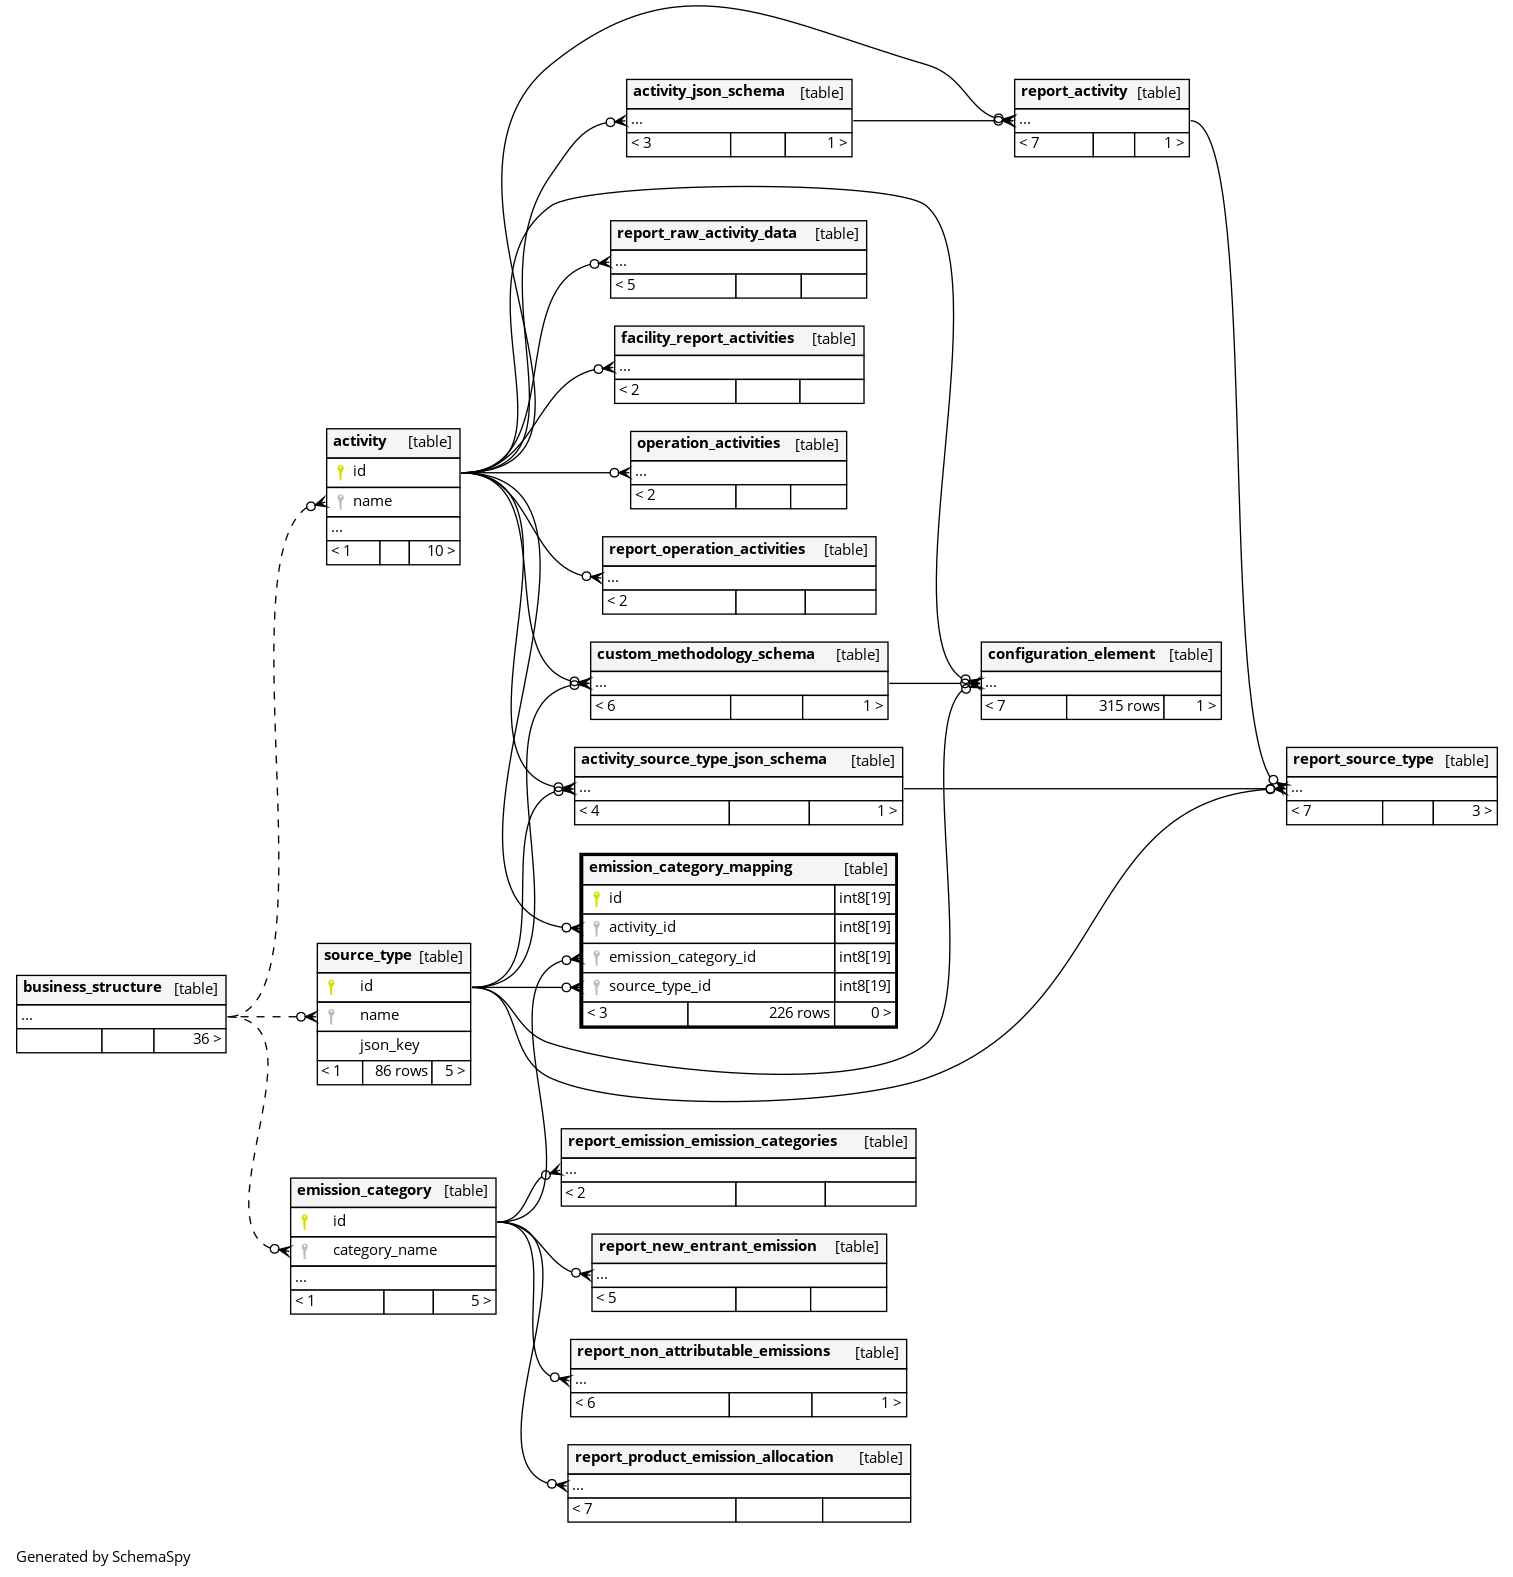 activity_json_schema [table]
...
< 3 1 >
report_activity [table]
...
< 7 1 >
report_raw_activity_data [table]
...
< 5
facility_report_activities [table]
...
< 2
activity [table]
id
name
...
< 1 10 >
operation_activities [table]
...
< 2
report_operation_activities [table]
...
< 2
custom_methodology_schema [table]
...
< 6 1 >
configuration_element [table]
...
< 7 315 rows 1 >
activity_source_type_json_schema [table]
...
< 4 1 >
report_source_type [table]
...
< 7 3 >
emission_category_mapping [table]
id int8[19]
activity_id int8[19]
emission_category_id int8[19]
source_type_id int8[19]
< 3 226 rows 0 >
source_type [table]
id
name
json_key
< 1 86 rows 5 >
business_structure [table]
...
36 >
report_emission_emission_categories [table]
...
< 2
emission_category [table]
id
category_name
...
< 1 5 >
report_new_entrant_emission [table]
...
< 5
report_non_attributable_emissions [table]
...
< 6 1 >
report_product_emission_allocation [table]
...
< 7
Generated by SchemaSpy